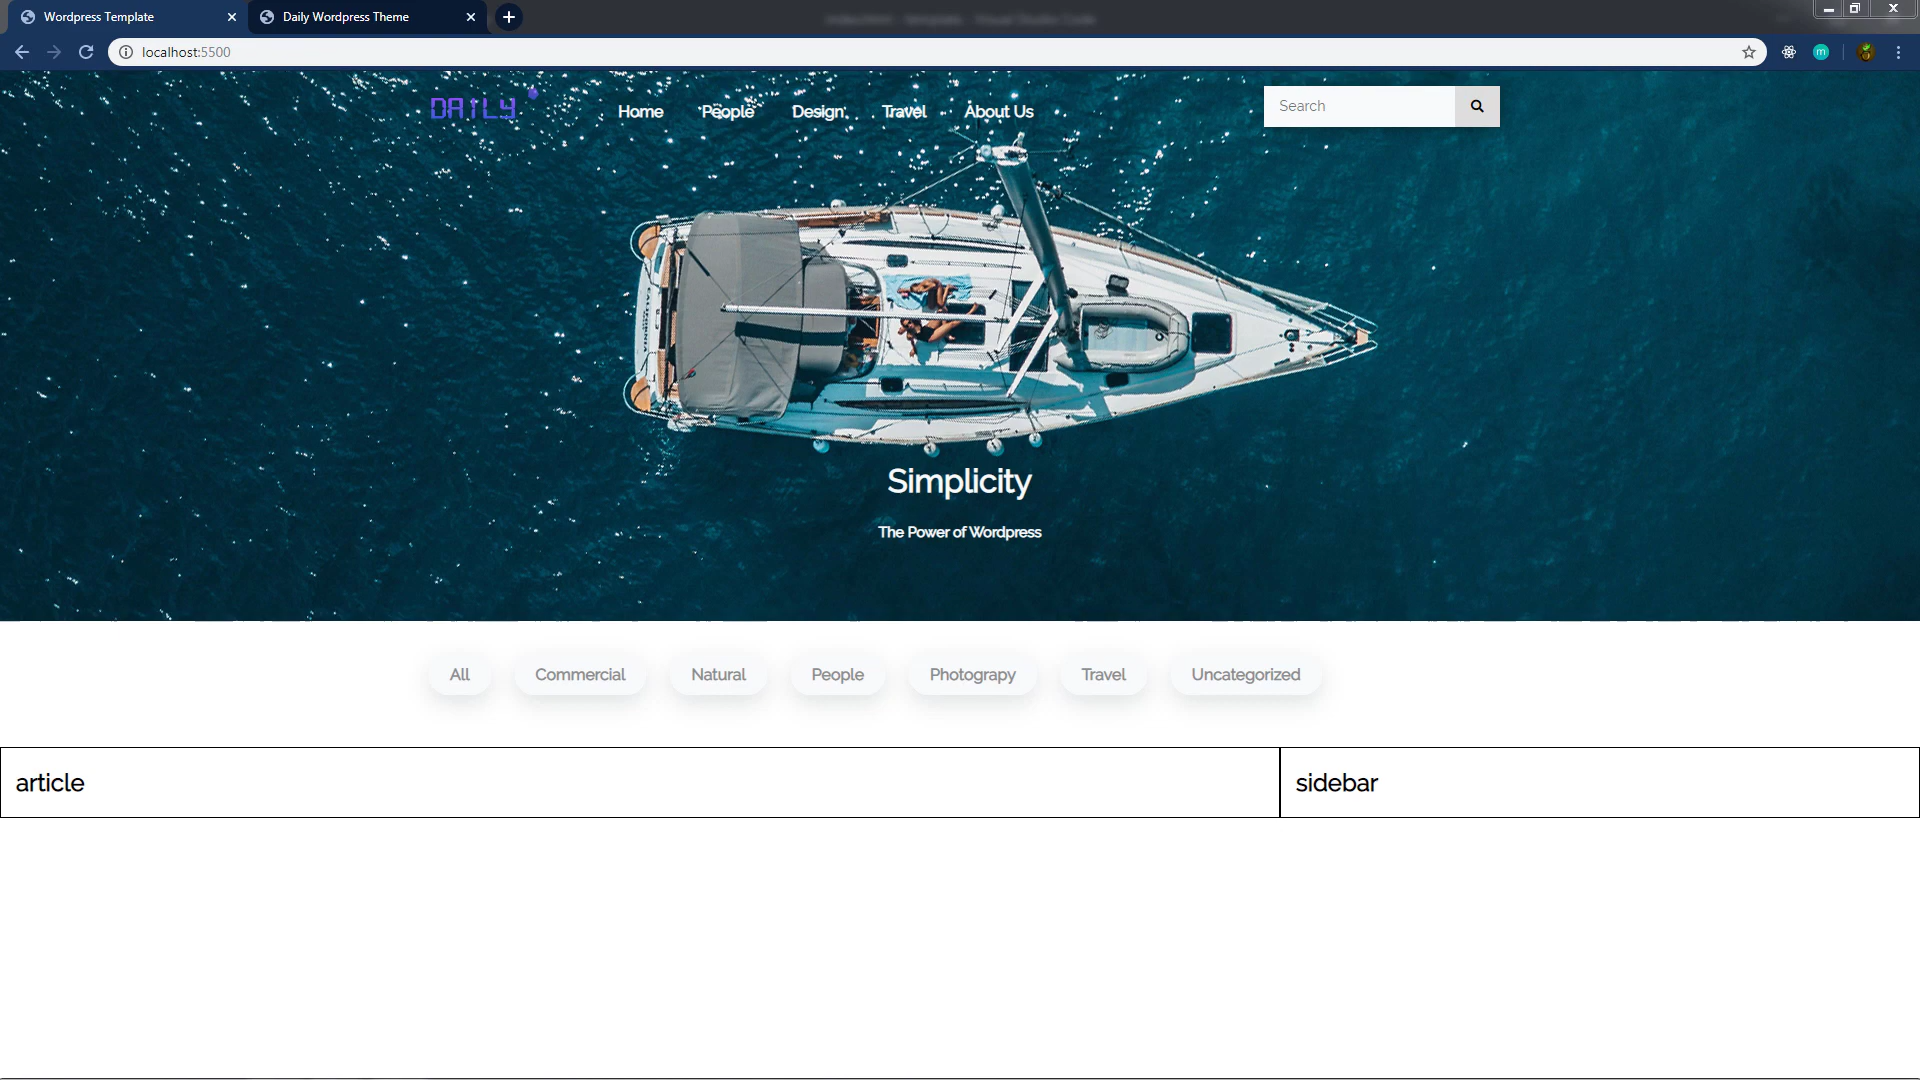 Wordpress Template
Daily Wordpress Theme
localhost:5500
DAILY
Home
People
Design
Travel
About Us
Search
Simplicity
The Power of Wordpress
All
Commercial
Natural
People
Photograpy
Travel
Uncategorized
article
sidebar